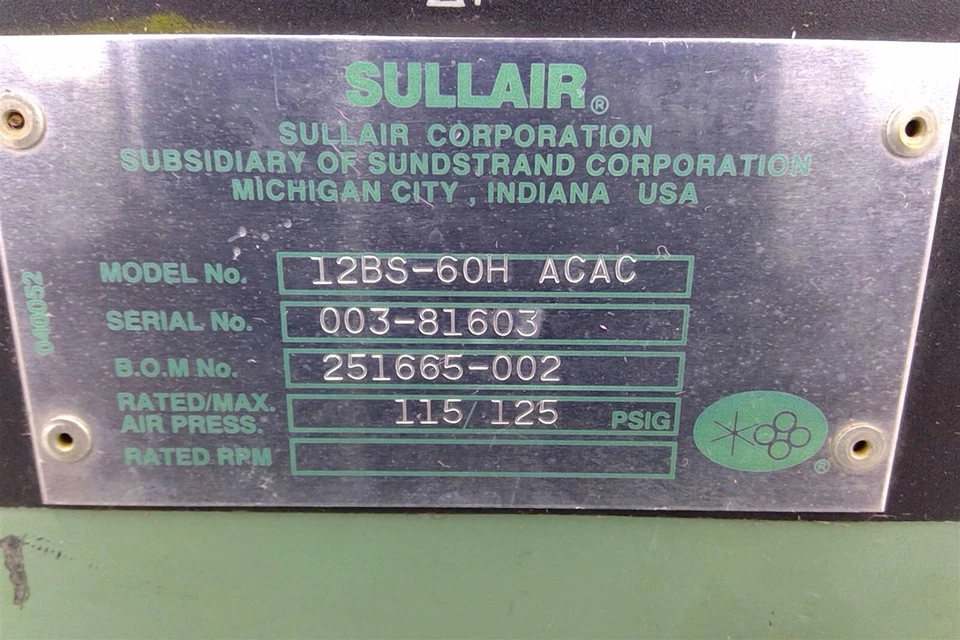 SULLAIR®
SULLAIR CORPORATION
SUBSIDIARY OF SUNDSTRAND CORPORATION
MICHIGAN CITY, INDIANA USA
MODEL No. 12BS-60H ACAC
SERIAL No. 003-81603
B.O.M No. 251665-002
RATED/MAX.
AIR PRESS. 115/125 PSIG
RATED RPM
®
040052